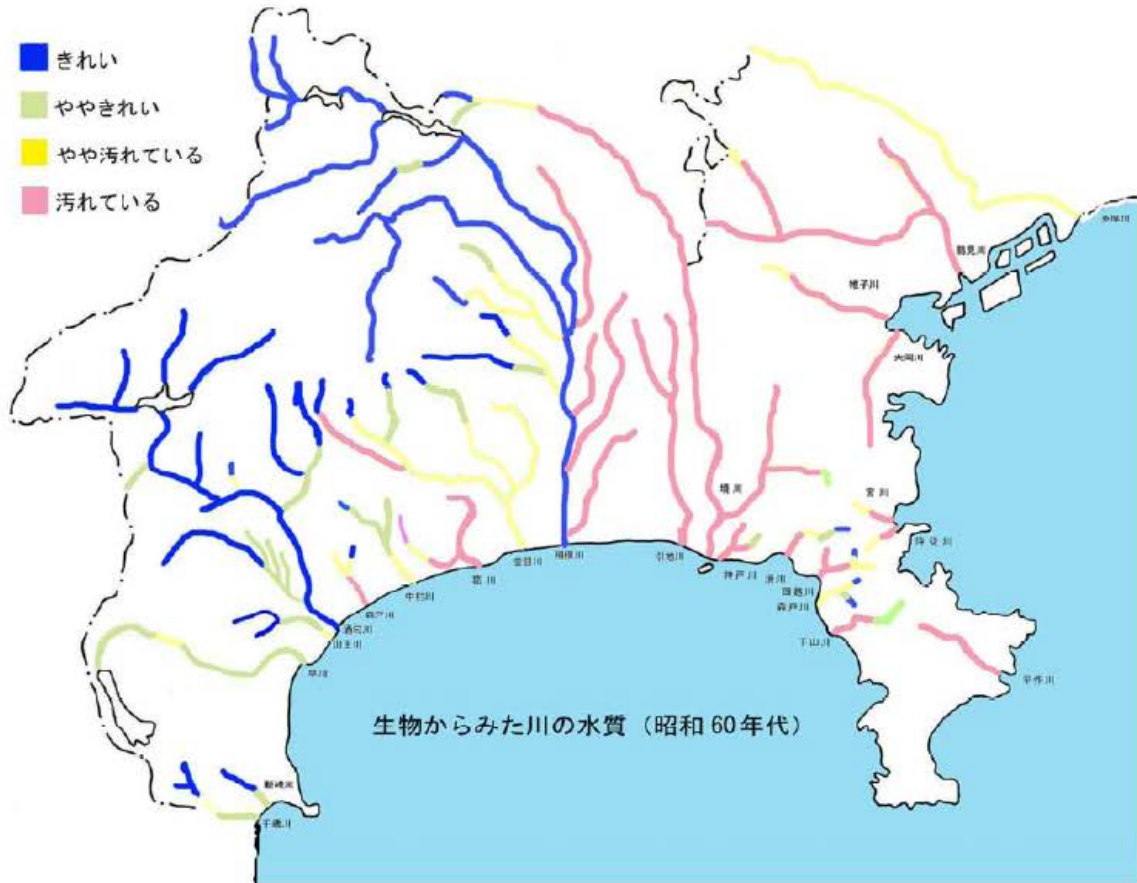 きれい
ややきれい
やや汚れている
汚れている
多摩川
鶴見川
帷子川
大岡川
境川
宮川
侍従川
相模川
引地川
金目川
神戸川
滑川
葛川
田越川
中村川
森戸川
森戸川
酒匂川
山王川
下山川
早川
平作川
生物からみた川の水質（昭和60年代）
新崎川
千歳川